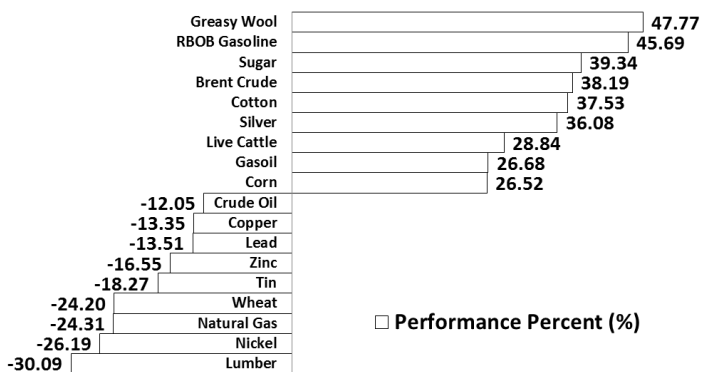 Greasy Wool 47.77
RBOB Gasoline 45.69
Sugar 39.34
Brent Crude 38.19
Cotton 37.53
Silver 36.08
Live Cattle 28.84
Gasoil 26.68
Corn 26.52
-12.05 Crude Oil
-13.35 Copper
-13.51 Lead
-16.55 Zinc
-18.27 Tin
-24.20 Wheat
-24.31 Natural Gas
Performance Percent (%)
-26.19 Nickel
-30.09 Lumber